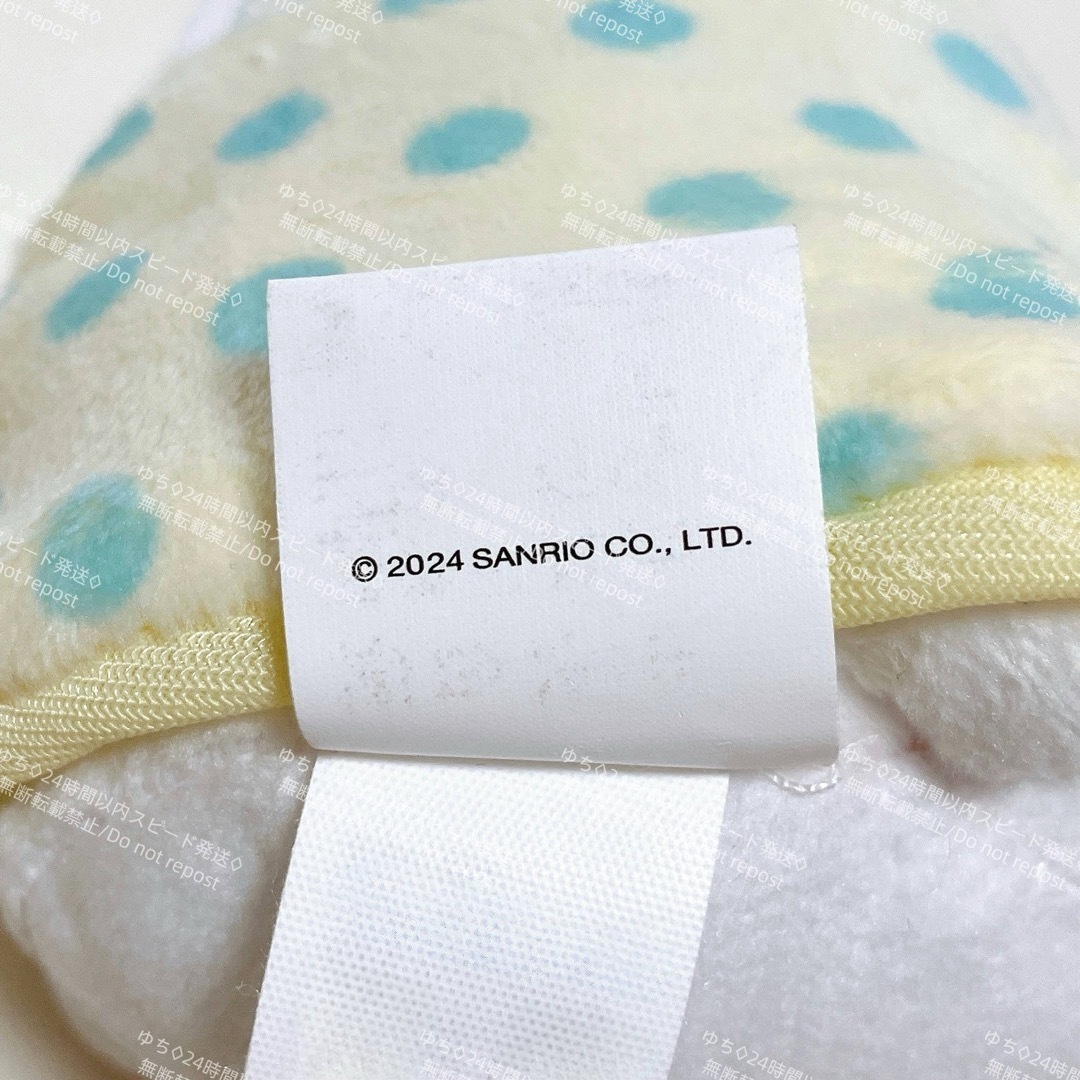 © 2024 SANRIO CO., LTD.
ゆち◇24時間以内スピード発送◇
無断転載禁止/Do not repost